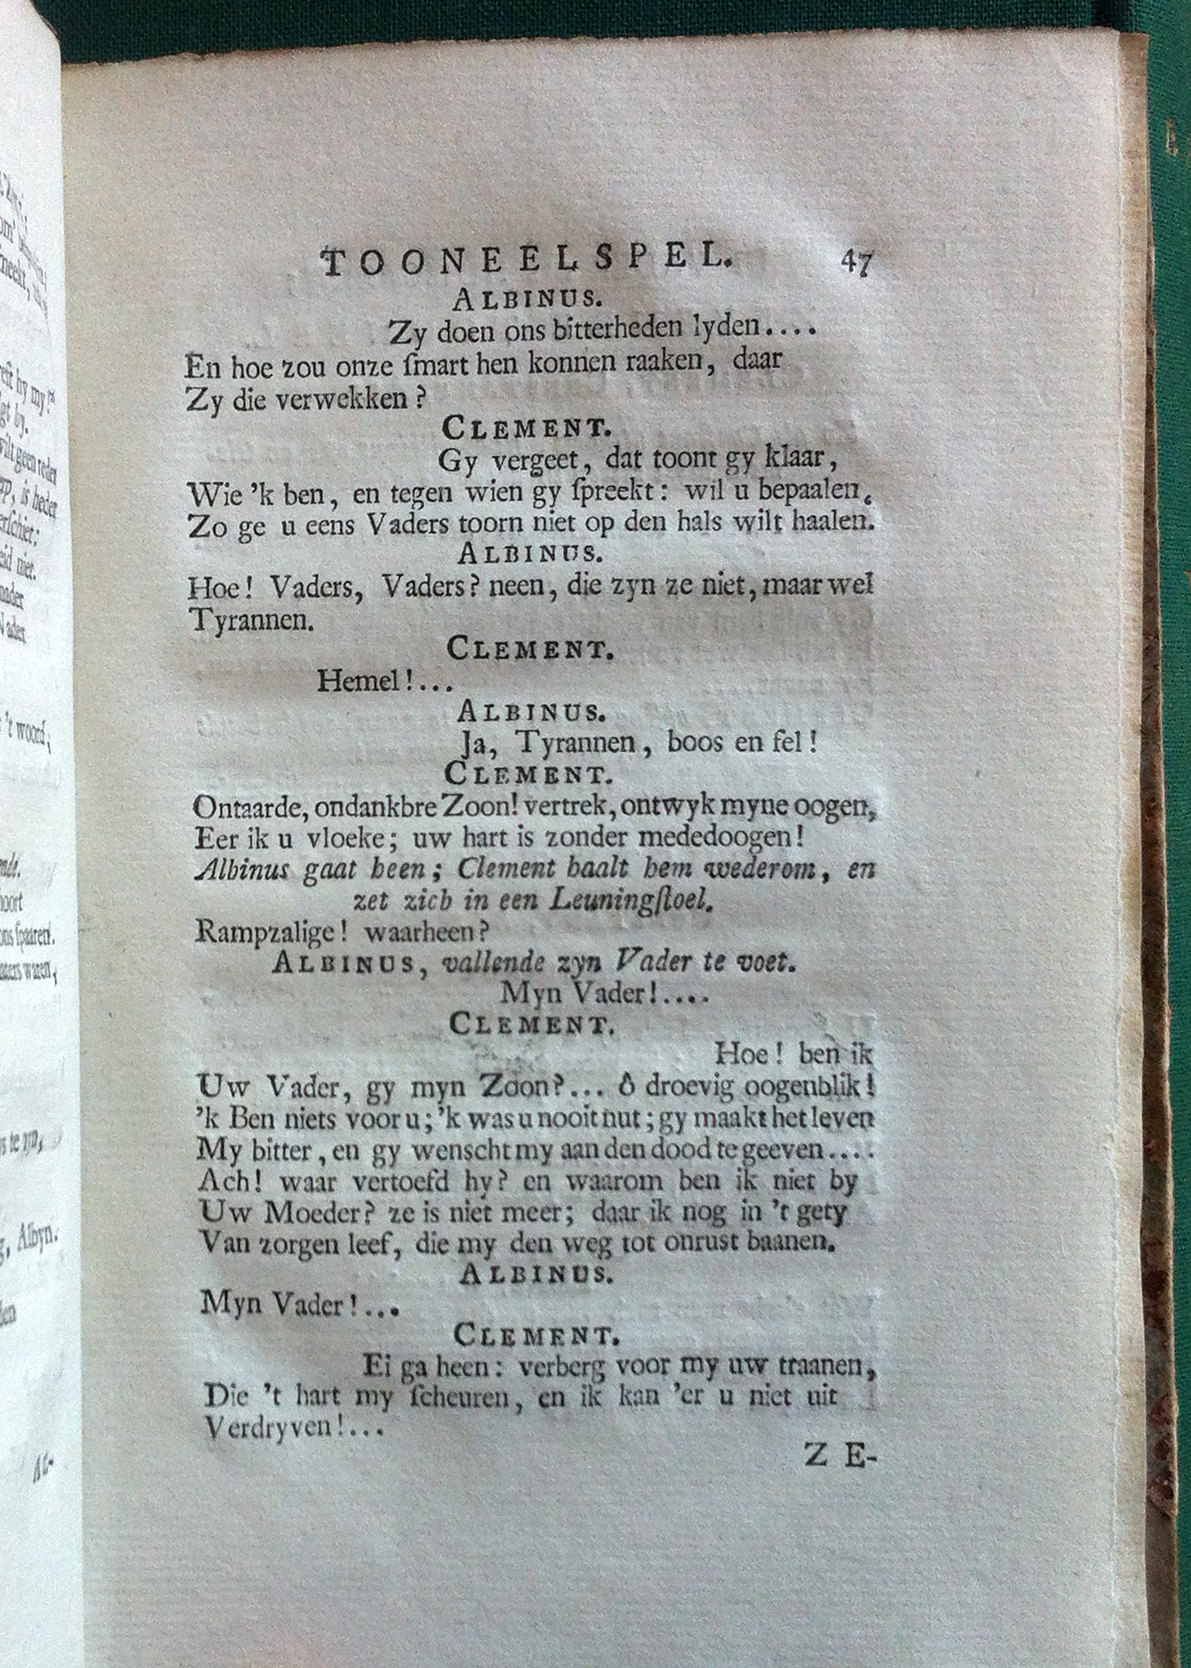 TOONEELSPEL. 47
ALBINUS.
Zy doen ons bitterheden lyden....
En hoe zou onze ſmart hen konnen raaken, daar
Zy die verwekken?
CLEMENT.
Gy vergeet, dat toont gy klaar,
Wie 'k ben, en tegen wien gy ſpreekt: wil u bepaalen,
Zo ge u eens Vaders toorn niet op den hals wilt haalen.
ALBINUS.
Hoe! Vaders, Vaders? neen, die zyn ze niet, maar wel
Tyrannen.
CLEMENT.
Hemel!...
ALBINUS.
Ja, Tyrannen, boos en fel!
CLEMENT.
Ontaarde, ondankbre Zoon! vertrek, ontwyk myne oogen,
Eer ik u vloeke; uw hart is zonder mededoogen!
Albinus gaat heen; Clement haalt hem wederom, en
zet zich in een Leuningſtoel.
Rampzalige! waarheen?
ALBINUS, vallende zyn Vader te voet.
Myn Vader!....
CLEMENT.
Hoe! ben ik
Uw Vader, gy myn Zoon?... ô droevig oogenblik!
'k Ben niets voor u; 'k was u nooit nut; gy maakt het leven
My bitter, en gy wenscht my aan den dood te geeven....
Ach! waar vertoefd hy? en waarom ben ik niet by
Uw Moeder? ze is niet meer; daar ik nog in 't gety
Van zorgen leef, die my den weg tot onrust baanen.
ALBINUS.
Myn Vader!...
CLEMENT.
Ei ga heen: verberg voor my uw traanen,
Die 't hart my ſcheuren, en ik kan 'er u niet uit
Verdryven!...
ZE-